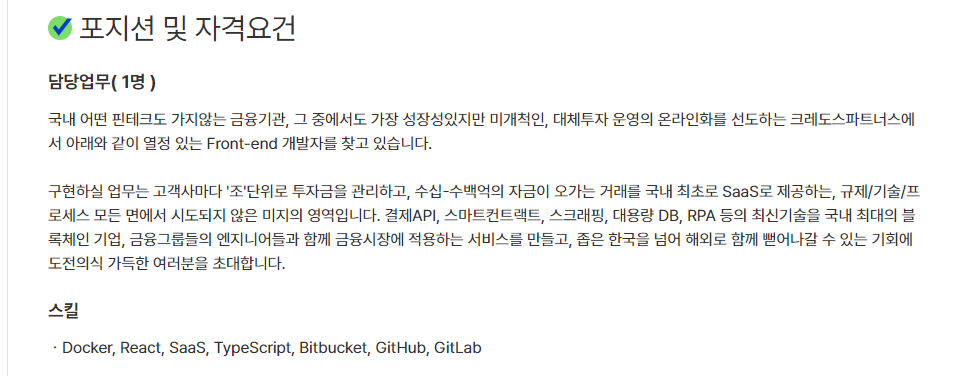 포지션 및 자격요건
담당업무( 1명 )
국내 어떤 핀테크도 가지않는 금융기관, 그 중에서도 가장 성장성있지만 미개척인, 대체투자 운영의 온라인화를 선도하는 크레도스파트너스에
서 아래와 같이 열정 있는 Front-end 개발자를 찾고 있습니다.
구현하실 업무는 고객사마다 '조'단위로 투자금을 관리하고, 수십-수백억의 자금이 오가는 거래를 국내 최초로 SaaS로 제공하는, 규제/기술/프
로세스 모든 면에서 시도되지 않은 미지의 영역입니다. 결제API, 스마트컨트랙트, 스크래핑, 대용량 DB, RPA 등의 최신기술을 국내 최대의 블
록체인 기업, 금융그룹들의 엔지니어들과 함께 금융시장에 적용하는 서비스를 만들고, 좁은 한국을 넘어 해외로 함께 뻗어나갈 수 있는 기회에
도전의식 가득한 여러분을 초대합니다.
스킬
· Docker, React, SaaS, TypeScript, Bitbucket, GitHub, GitLab